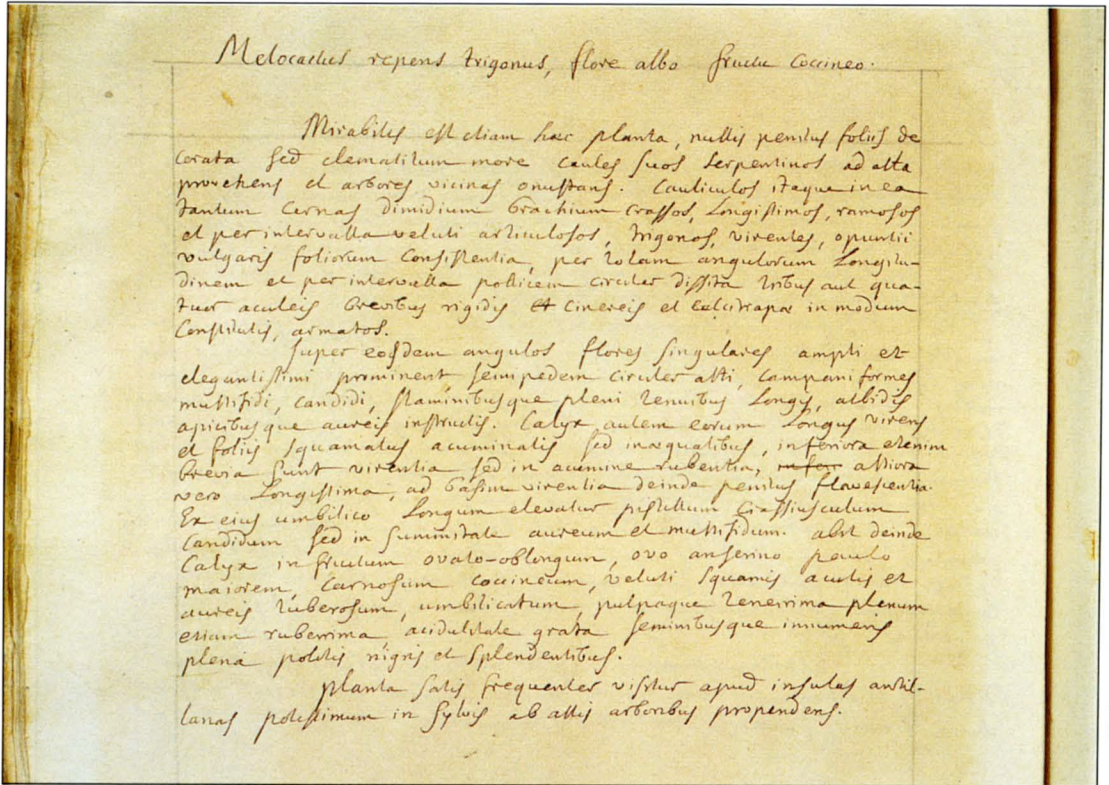 Melocactus repens trigonus, flore albo fructu Coccineo.
Mirabilis est etiam hæc planta, nullis penitus foliis de
corata sed clematitum more caules suos serpentinos ad alta
provehens et arbores vicinas onustans. Cauliculos itaque in ea
tantum Cernas dimidium brachium crassos, Longissimos, ramosos
et per intervalla veluti articulosos, trigonos, virentes, opuntii
vulgaris foliorum Consistentia, per totam angulorum Longitu-
dinem et per intervalla pollicem circiter dissita tribus aut qua-
tuor aculeis brevibus rigidis et cinereis et calcitrapæ in modum
Constitutis, armatos.
Super eosdem angulos flores singulares ampli et
elegantissimi prominent, semipedem circiter alti, campaniformes
multifidi, candidi, staminibusque pleni tenuibus Longis, albidis
apicibusque aureis instructis. Calyx autem eorum Longus virens
et foliis squamatus acuminatis sed inæqualibus, inferiora etenim
brevia sunt virentia sed in acumine rubentia, altiora
vero Longissima, ad basim virentia deinde penitus flavescentia.
Ex eius umbilico Longum elevatur pistillum Crassiusculum
Candidum sed in summitate aureum et multifidum. abit deinde
Calyx in fructum ovato-oblongum, ovo anserino paulo
maiorem, Carnosum coccineum, veluti squamis acutis et
aureis tuberosum, umbilicatum, pulpaque tenerrima plenum
etiam ruberrima aciduitate grata seminibusque innumeris
plena politis nigris et splendentibus.
planta satis frequenter visitur apud insulas antil-
lanas potissimum in sylvis ab altis arboribus propendens.